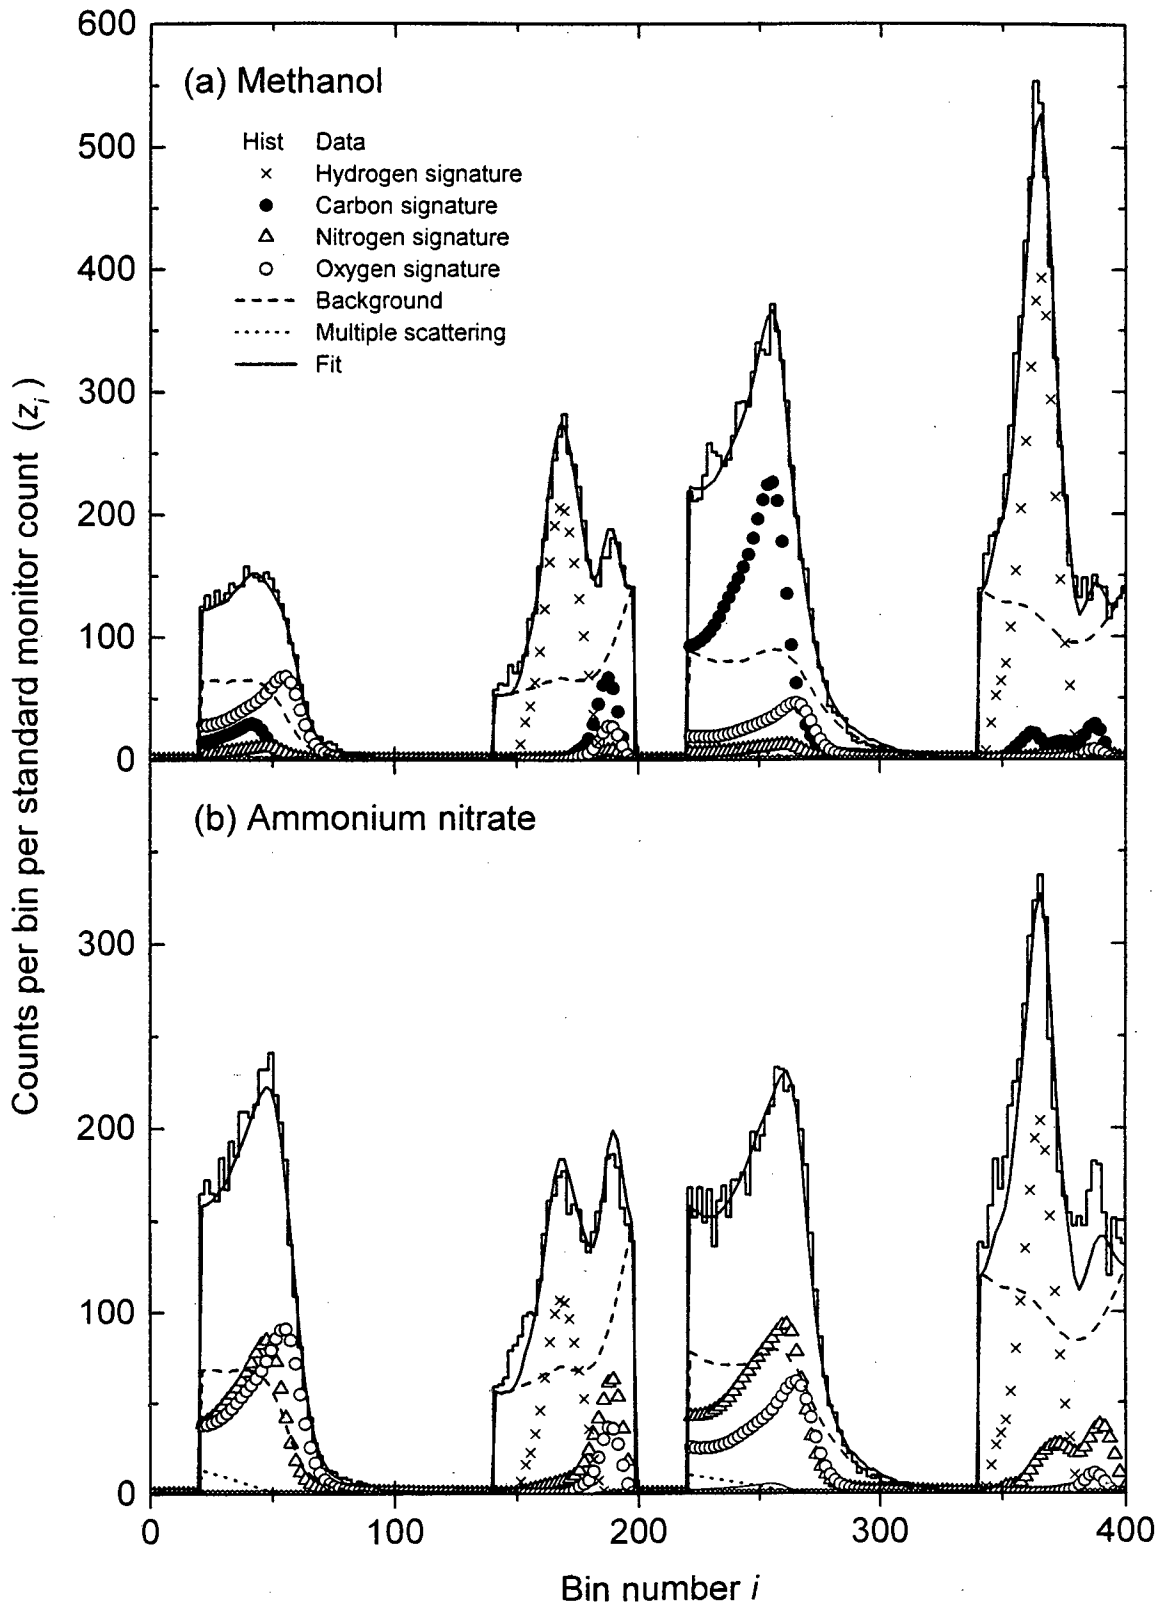 600
(a) Methanol
Hist Data
Hydrogen signature
500
Carbon signature
Nitrogen signature
Oxygen signature
400
Background
Multiple scattering
Fit
300
200
100
0
(b) Ammonium nitrate
300
200
100
0
0 100 200 300 400
Bin number i
Counts per bin per standard monitor count (z_i)